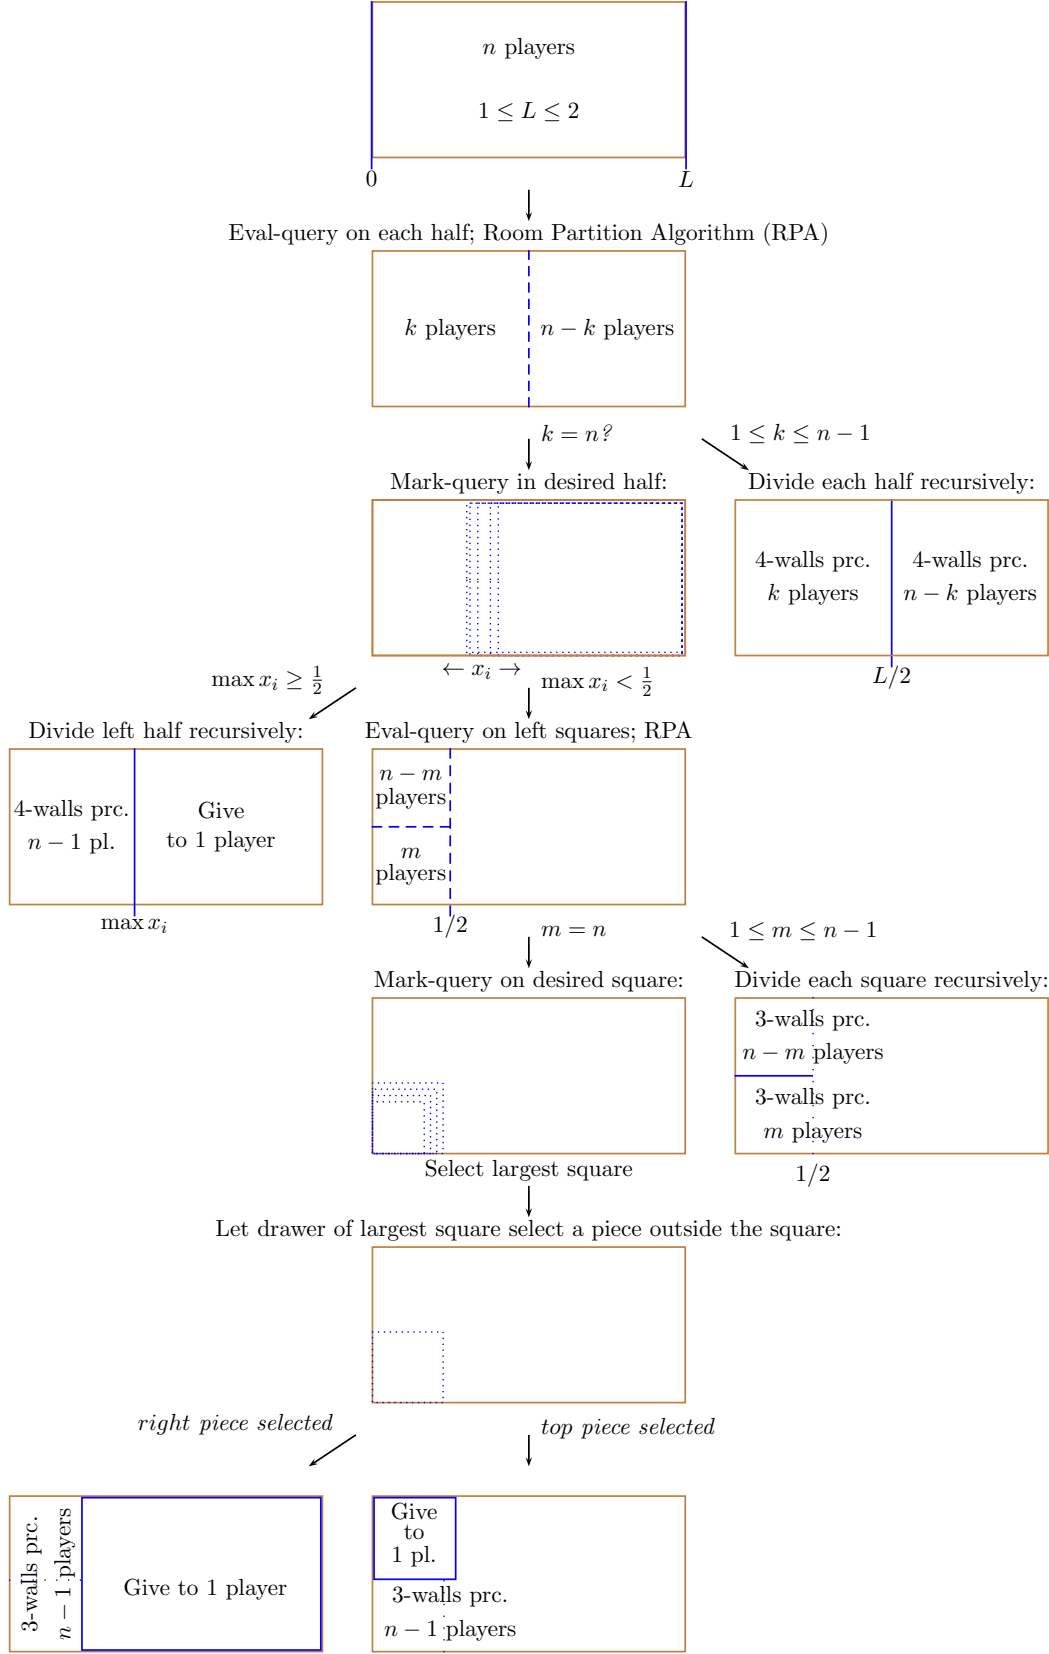 n players
1 ≤ L ≤ 2
0
L
Eval-query on each half; Room Partition Algorithm (RPA)
k players
n − k players
k = n?
1 ≤ k ≤ n − 1
Mark-query in desired half:
Divide each half recursively:
4-walls prc.
k players
4-walls prc.
n − k players
← x_i →
L/2
max x_i ≥ 1/2
max x_i < 1/2
Divide left half recursively:
Eval-query on left squares; RPA
4-walls prc.
n − 1 pl.
Give
to 1 player
n − m
players
m
players
max x_i
1/2
m = n
1 ≤ m ≤ n − 1
Mark-query on desired square:
Divide each square recursively:
3-walls prc.
n − m players
3-walls prc.
m players
Select largest square
1/2
Let drawer of largest square select a piece outside the square:
right piece selected
top piece selected
3-walls prc.
n − 1 players
Give to 1 player
Give
to
1 pl.
3-walls prc.
n − 1 players